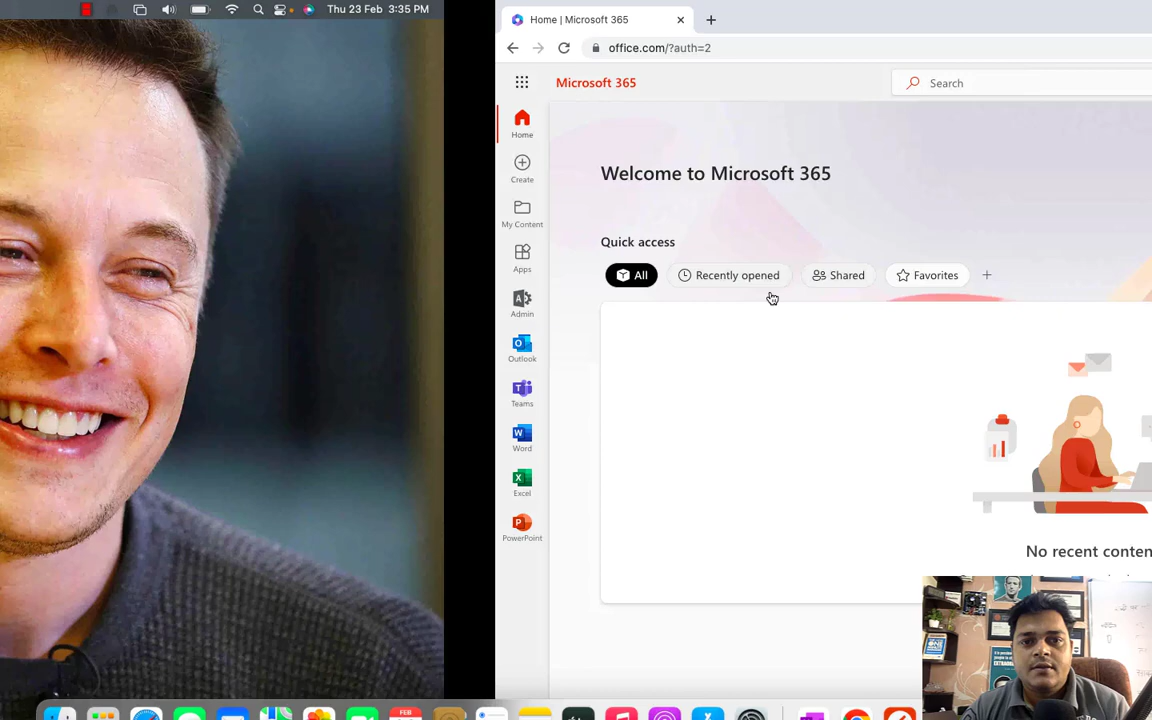 Thu 23 Feb 3:35 PM
Home | Microsoft 365
office.com/?auth=2
Microsoft 365
Search
Home
Create
My Content
Apps
Admin
Outlook
Teams
Word
Excel
PowerPoint
Welcome to Microsoft 365
Quick access
All
Recently opened
Shared
Favorites
No recent conten
FEB